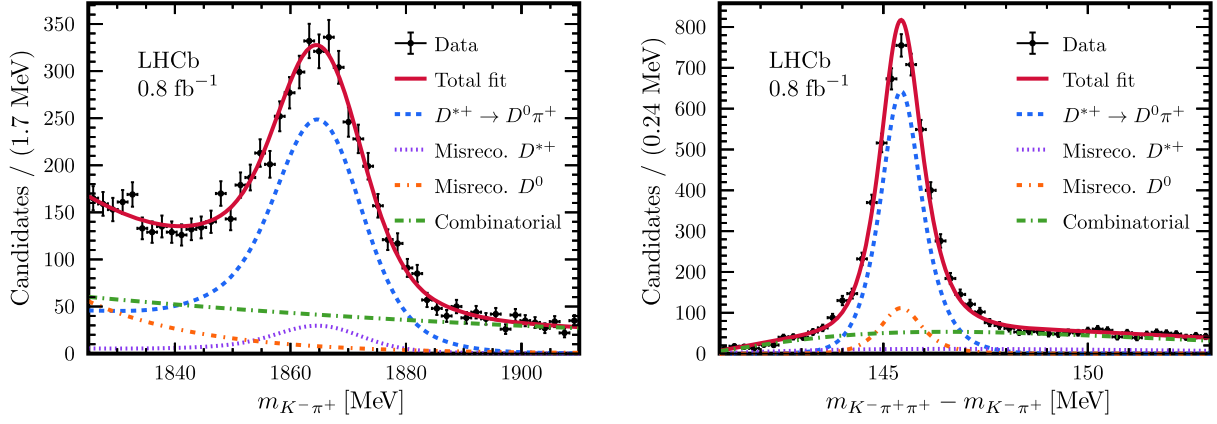 Candidates / (1.7 MeV)
350
300
250
200
150
100
50
0
LHCb
0.8 fb⁻¹
Data
Total fit
D*⁺ → D⁰π⁺
Misreco. D*⁺
Misreco. D⁰
Combinatorial
1840 1860 1880 1900
m_{K⁻π⁺} [MeV]
Candidates / (0.24 MeV)
800
700
600
500
400
300
200
100
0
LHCb
0.8 fb⁻¹
Data
Total fit
D*⁺ → D⁰π⁺
Misreco. D*⁺
Misreco. D⁰
Combinatorial
145 150
m_{K⁻π⁺π⁺} − m_{K⁻π⁺} [MeV]